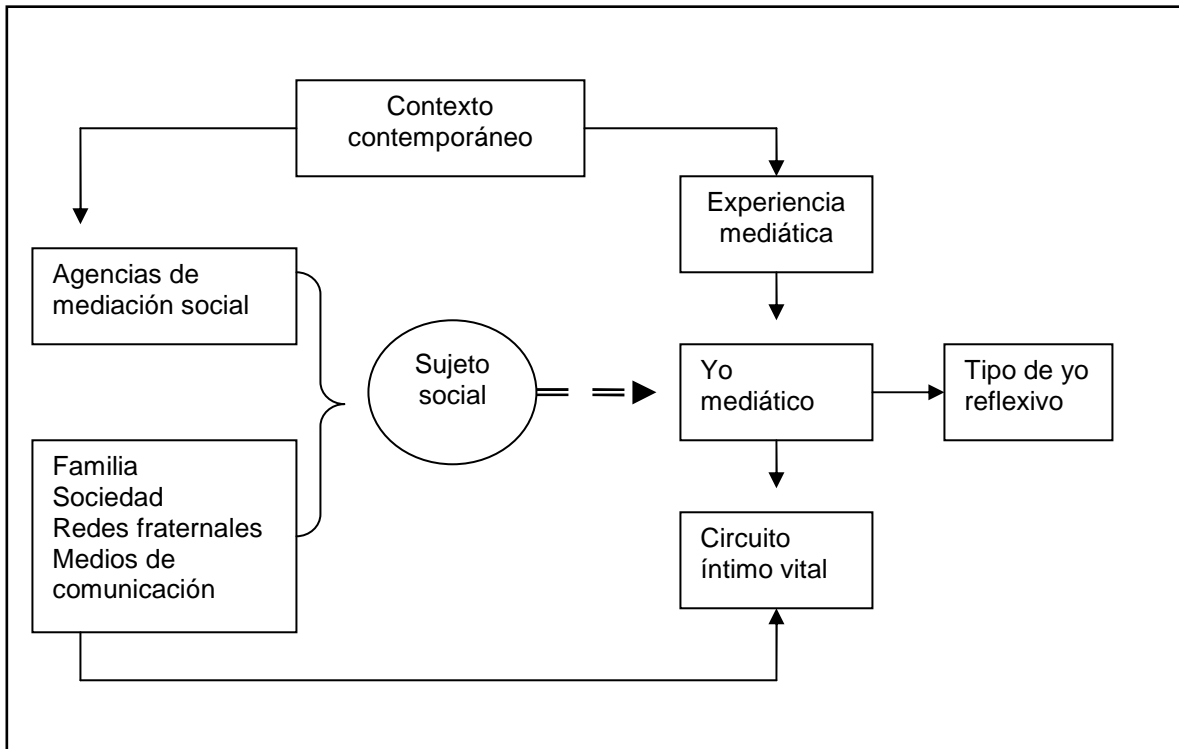 Contexto
contemporáneo
Experiencia
mediática
Agencias de
mediación social
Sujeto
social
Yo
mediático
Tipo de yo
reflexivo
Familia
Sociedad
Redes fraternales
Medios de
comunicación
Circuito
íntimo vital